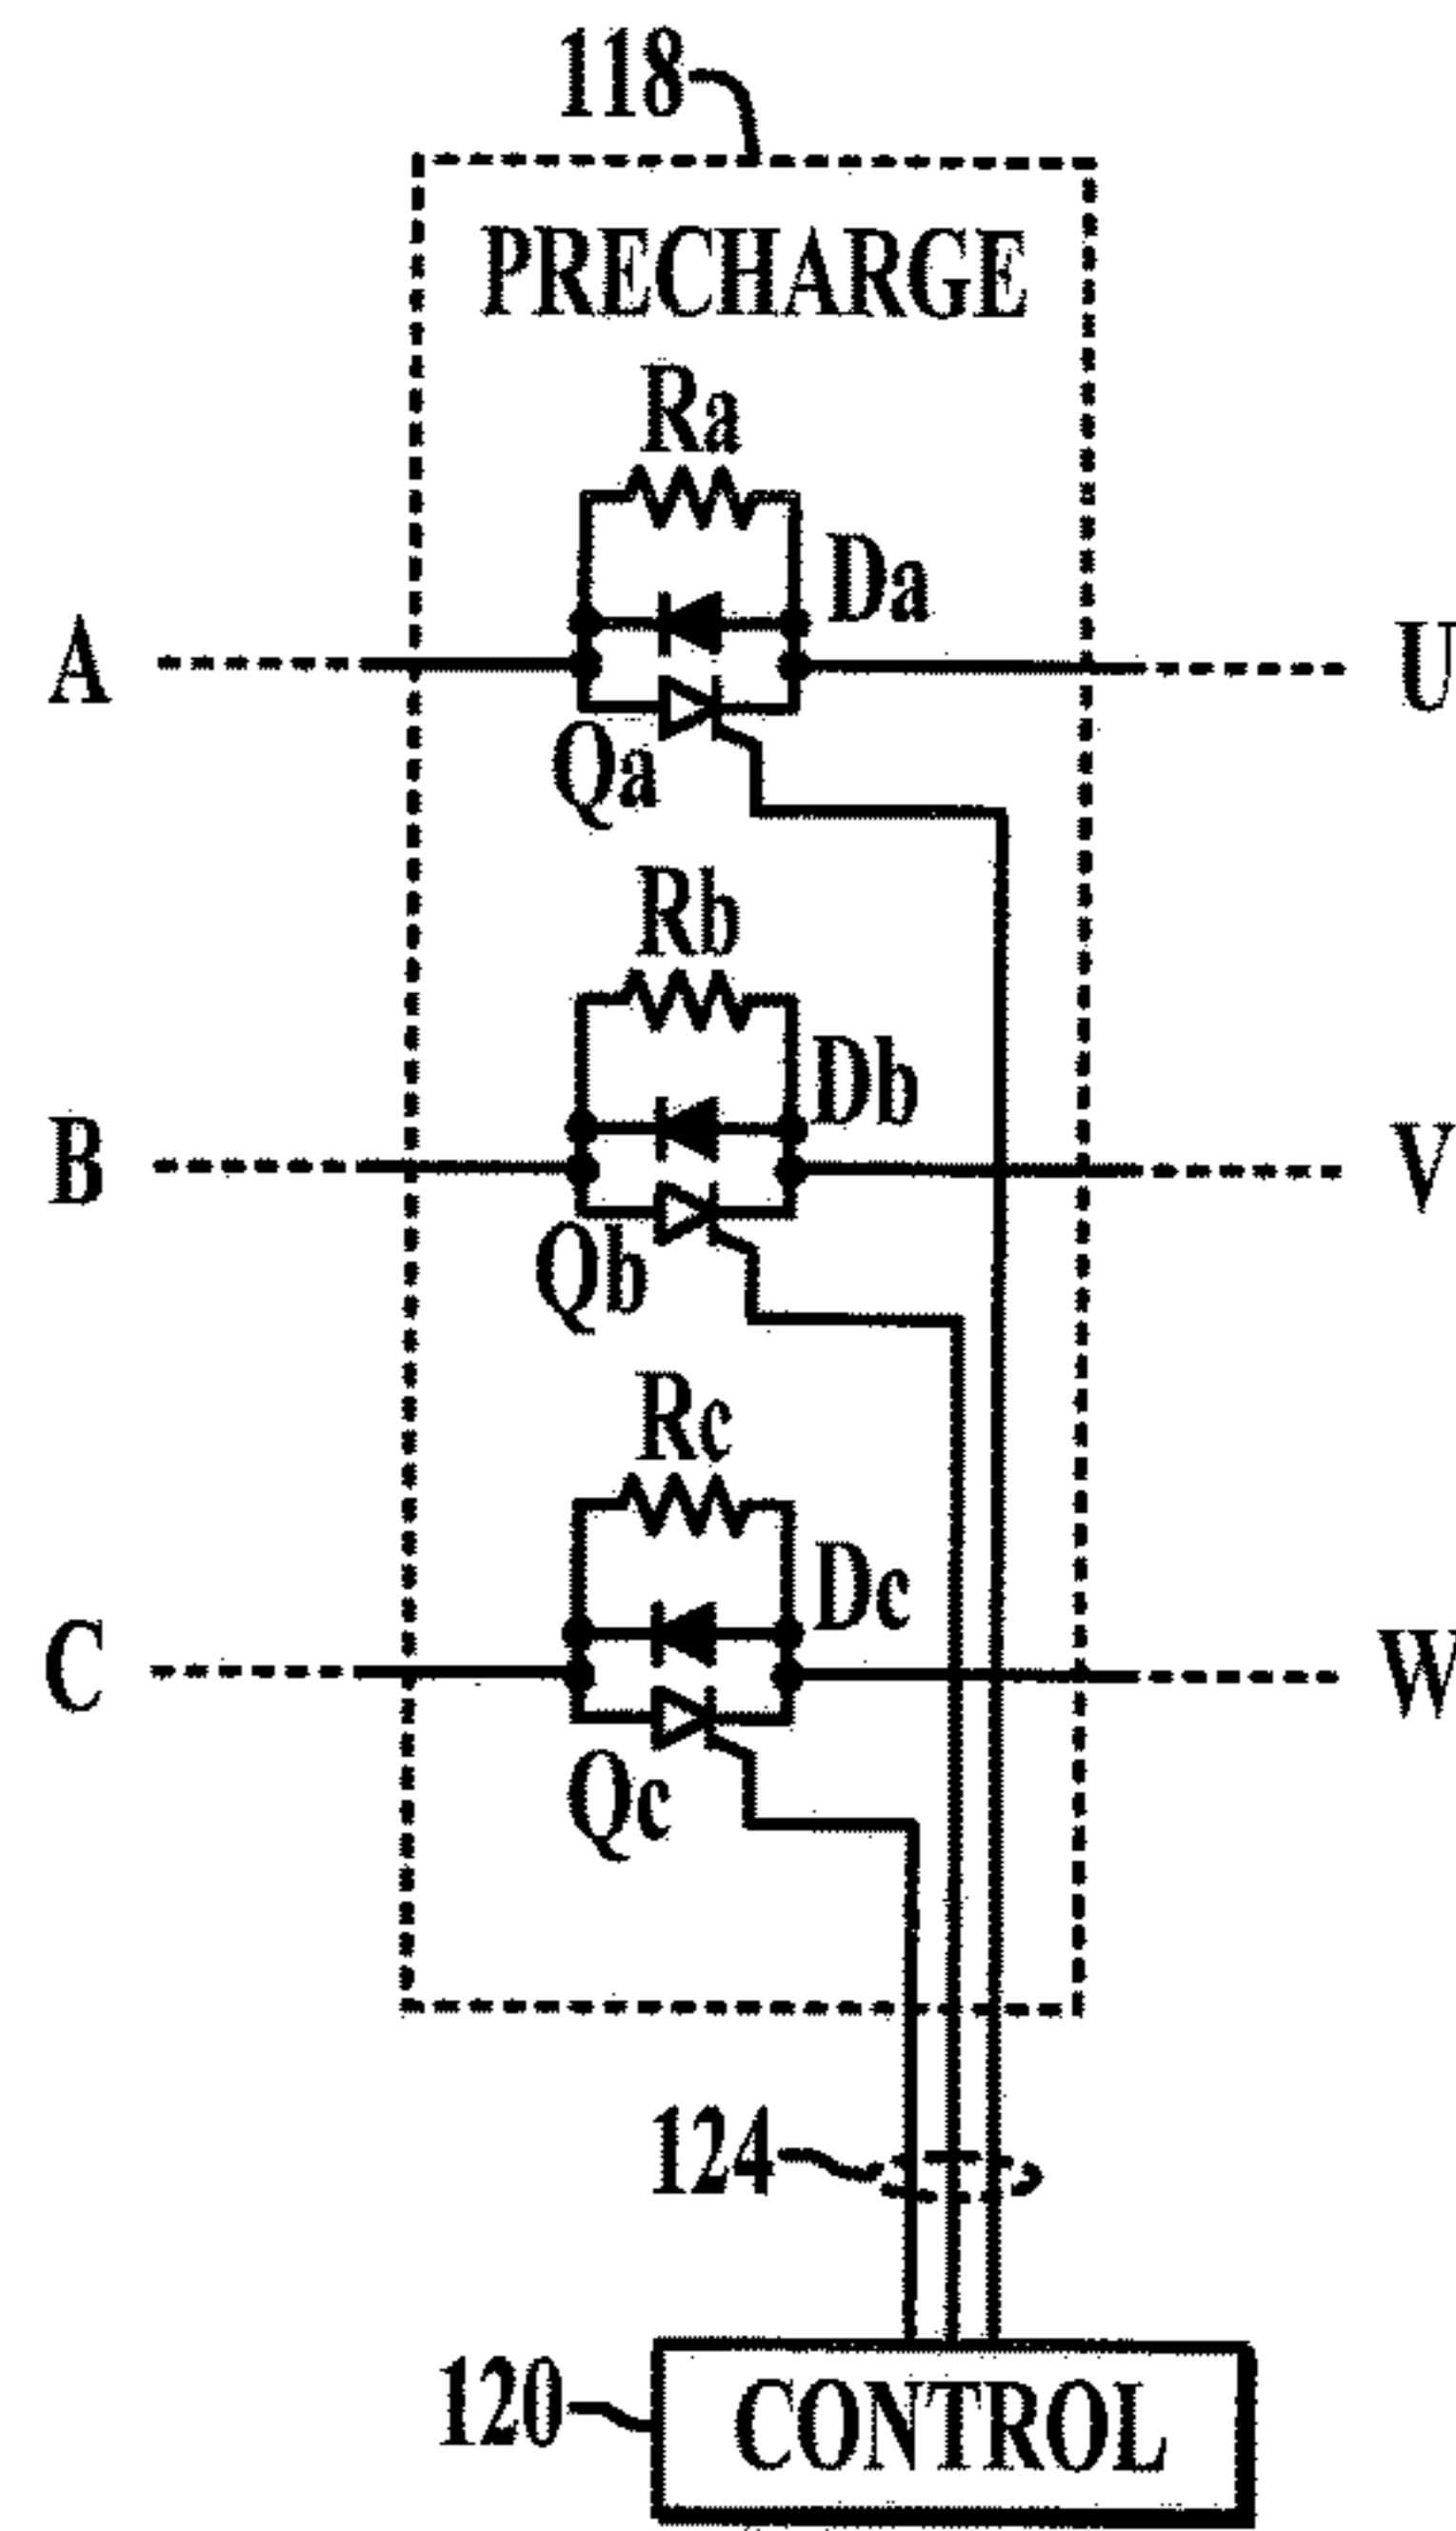 118
PRECHARGE
Ra
Da
A
U
Qa
Rb
Db
B
V
Qb
Rc
Dc
C
W
Qc
124
120
CONTROL